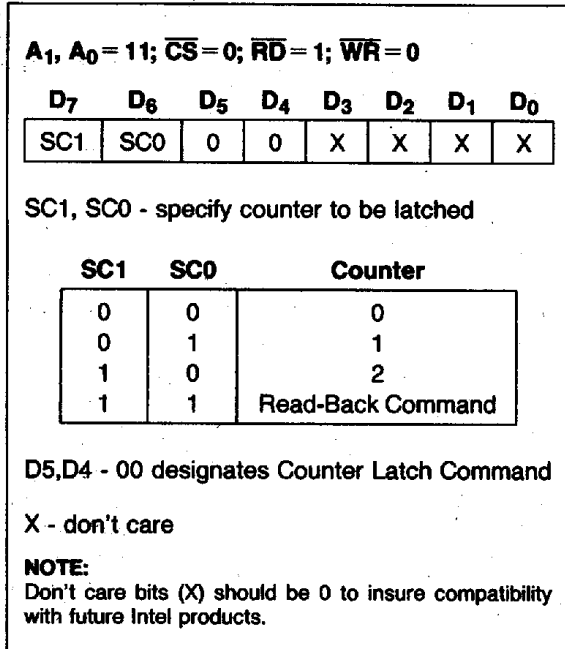 A1, A0 = 11; C̅S̅ = 0; R̅D̅ = 1; W̅R̅ = 0
D7 D6 D5 D4 D3 D2 D1 D0
SC1 SC0 0 0 X X X X
SC1, SC0 - specify counter to be latched
SC1 SC0 Counter
0 0 0
0 1 1
1 0 2
1 1 Read-Back Command
D5,D4 - 00 designates Counter Latch Command
X - don't care
NOTE:
Don't care bits (X) should be 0 to insure compatibility
with future Intel products.